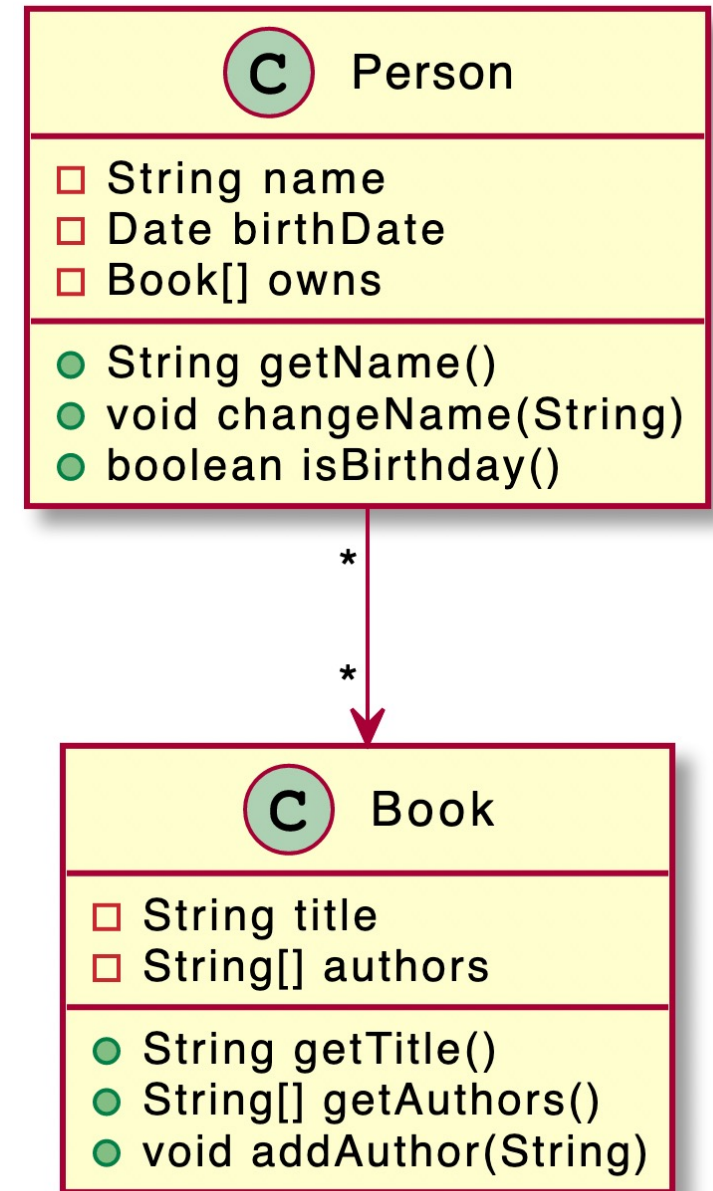 C Person
String name
Date birthDate
Book[] owns
String getName()
void changeName(String)
boolean isBirthday()
*
*
C Book
String title
String[] authors
String getTitle()
String[] getAuthors()
void addAuthor(String)